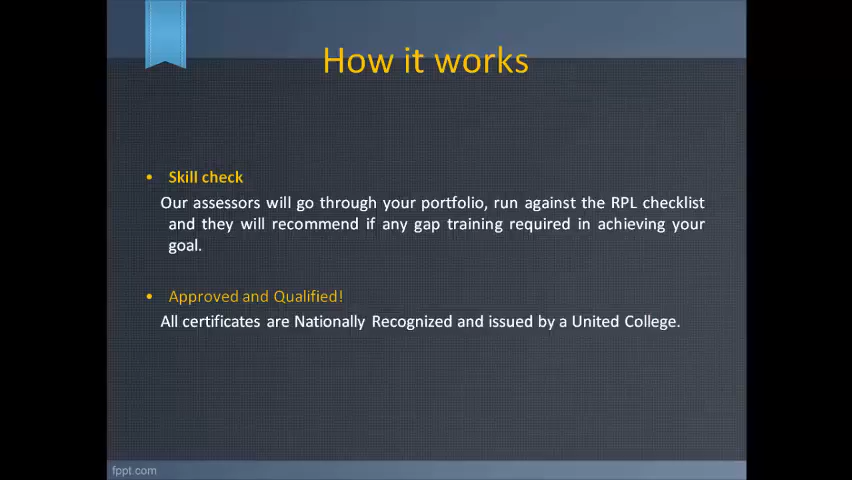 How it works
• Skill check
Our assessors will go through your portfolio, run against the RPL checklist
and they will recommend if any gap training required in achieving your
goal.
• Approved and Qualified!
All certificates are Nationally Recognized and issued by a United College.
fppt.com